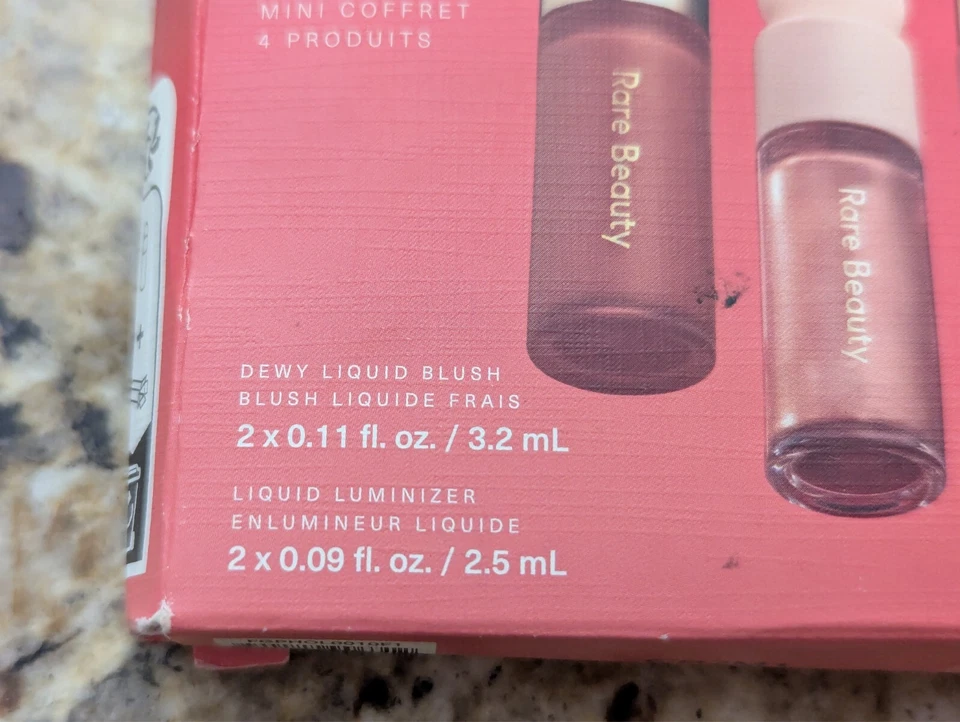 MINI COFFRET
4 PRODUITS
Rare Beauty
Rare Beauty
DEWY LIQUID BLUSH
BLUSH LIQUIDE FRAIS
2 x 0.11 fl. oz. / 3.2 mL
LIQUID LUMINIZER
ENLUMINEUR LIQUIDE
2 x 0.09 fl. oz. / 2.5 mL